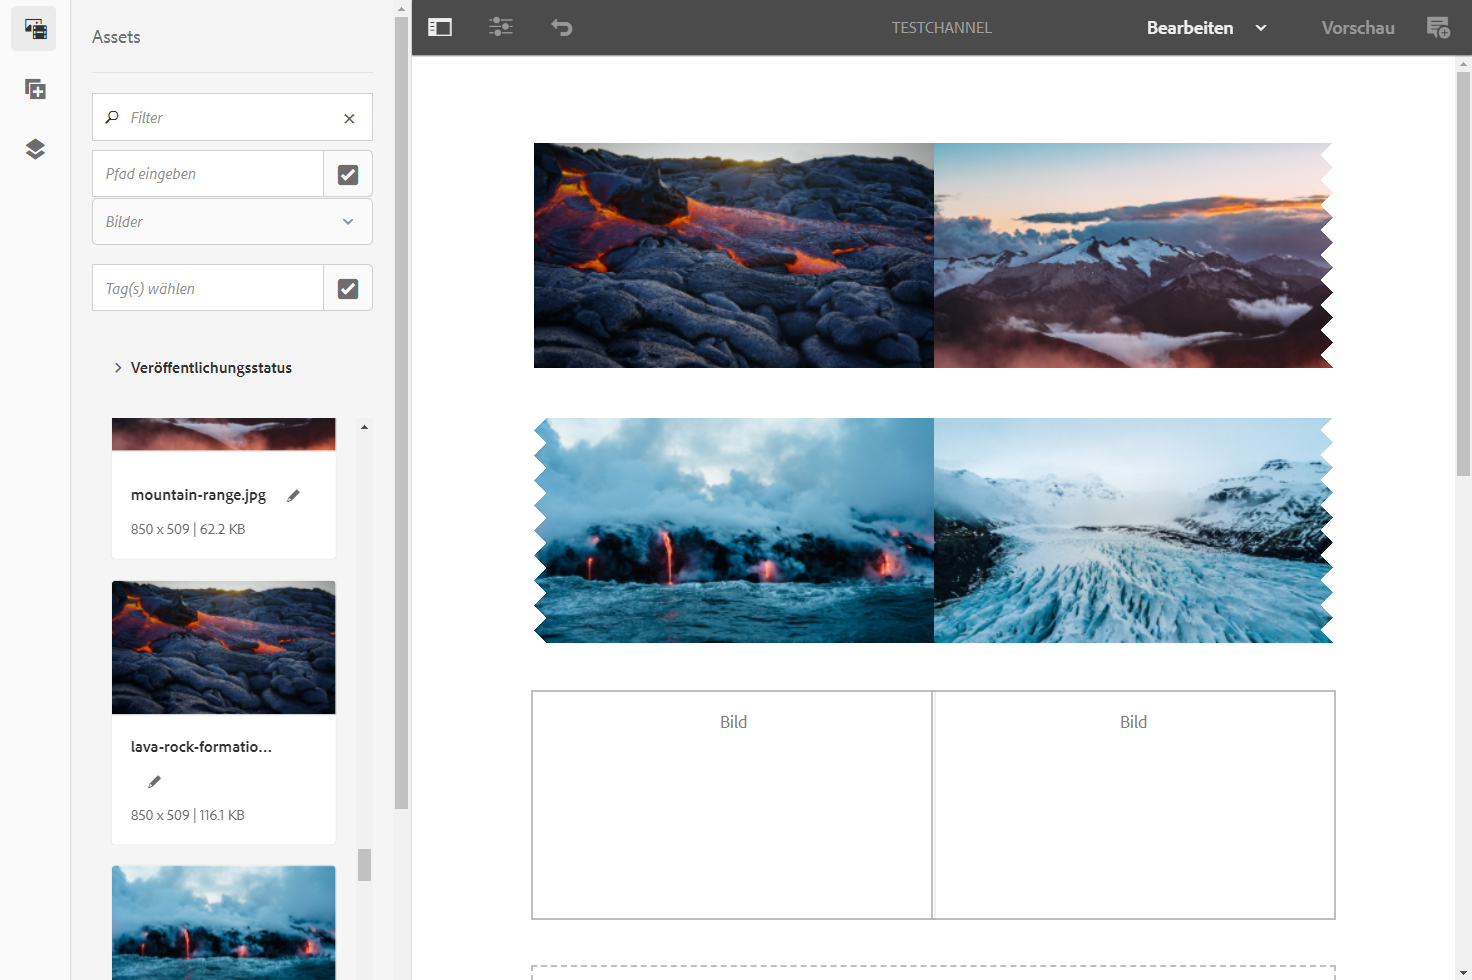 Assets
Filter
Pfad eingeben
Bilder
Tag(s) wählen
Veröffentlichungsstatus
mountain-range.jpg
850 x 509 | 62.2 KB
lava-rock-formatio...
850 x 509 | 116.1 KB
TESTCHANNEL
Bearbeiten
Vorschau
Bild
Bild